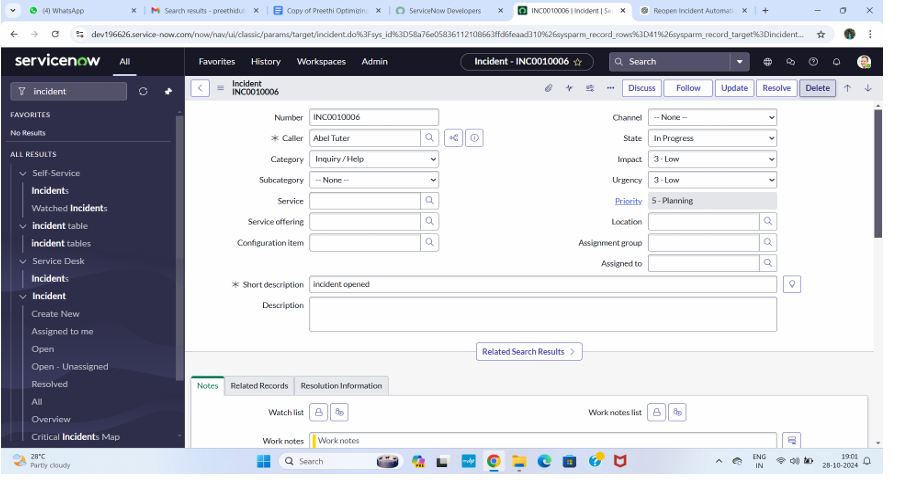 (4) WhatsApp
Search results - preethidul
Copy of Preethi Optimizing
ServiceNow Developers
INC0010006 | Incident | Se
Reopen Incident Automati
dev196626.service-now.com/now/nav/ui/classic/params/target/incident.do%3Fsys_id%3D58a76e05836112108663ffd6feaad310%26sysparm_record_rows%3D41%26sysparm_record_target%3Dincident...
servicenow All Favorites History Workspaces Admin Incident - INC0010006 Search
incident
Incident
INC0010006
Discuss Follow Update Resolve Delete
FAVORITES
No Results
ALL RESULTS
Self-Service
Incidents
Watched Incidents
incident table
incident tables
Service Desk
Incidents
Incident
Create New
Assigned to me
Open
Open - Unassigned
Resolved
All
Overview
Critical Incidents Map
Number INC0010006
Caller Abel Tuter
Category Inquiry / Help
Subcategory -- None --
Service
Service offering
Configuration item
Channel -- None --
State In Progress
Impact 3 - Low
Urgency 3 - Low
Priority 5 - Planning
Location
Assignment group
Assigned to
Short description incident opened
Description
Related Search Results
Notes Related Records Resolution Information
Watch list
Work notes list
Work notes Work notes
28°C
Partly cloudy
Search
ENG
IN
19:01
28-10-2024